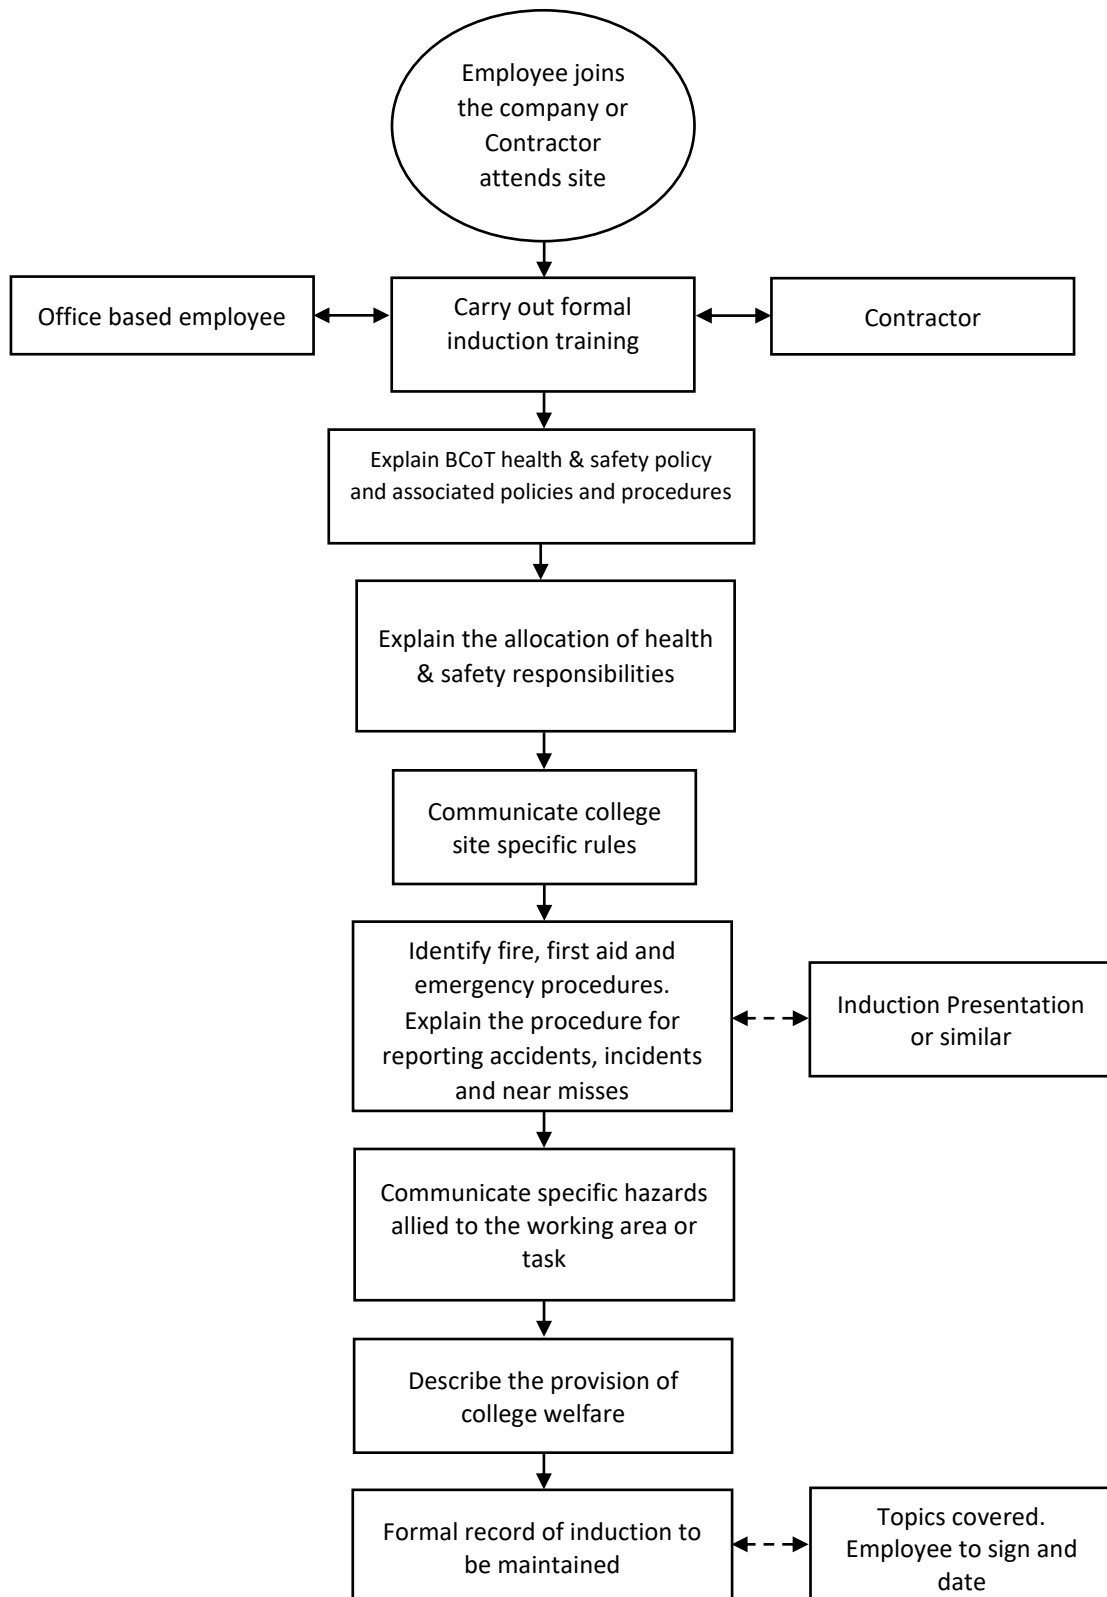 Employee joins
the company or
Contractor
attends site
Office based employee
Carry out formal
induction training
Contractor
Explain BCoT health & safety policy
and associated policies and procedures
Explain the allocation of health
& safety responsibilities
Communicate college
site specific rules
Identify fire, first aid and
emergency procedures.
Explain the procedure for
reporting accidents, incidents
and near misses
Induction Presentation
or similar
Communicate specific hazards
allied to the working area or
task
Describe the provision of
college welfare
Formal record of induction to
be maintained
Topics covered.
Employee to sign and
date